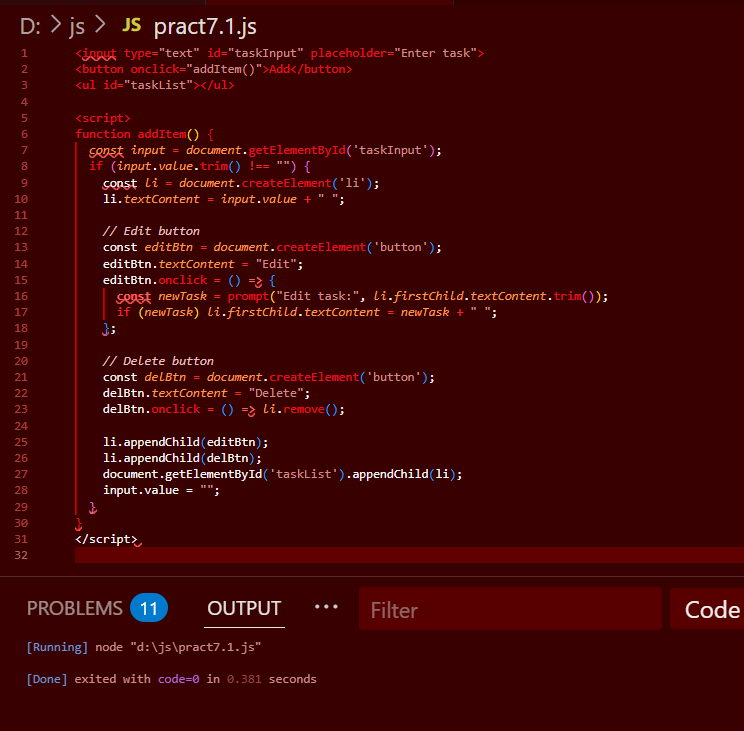 D: > js > JS pract7.1.js
1 <input type="text" id="taskInput" placeholder="Enter task">
2 <button onclick="addItem()">Add</button>
3 <ul id="taskList"></ul>
4
5 <script>
6 function addItem() {
7 const input = document.getElementById('taskInput');
8 if (input.value.trim() !== "") {
9 const li = document.createElement('li');
10 li.textContent = input.value + " ";
11
12 // Edit button
13 const editBtn = document.createElement('button');
14 editBtn.textContent = "Edit";
15 editBtn.onclick = () => {
16 const newTask = prompt("Edit task:", li.firstChild.textContent.trim());
17 if (newTask) li.firstChild.textContent = newTask + " ";
18 };
19
20 // Delete button
21 const delBtn = document.createElement('button');
22 delBtn.textContent = "Delete";
23 delBtn.onclick = () => li.remove();
24
25 li.appendChild(editBtn);
26 li.appendChild(delBtn);
27 document.getElementById('taskList').appendChild(li);
28 input.value = "";
29 }
30 }
31 </script>
32
PROBLEMS 11 OUTPUT ··· Filter Code
[Running] node "d:\js\pract7.1.js"
[Done] exited with code=0 in 0.381 seconds